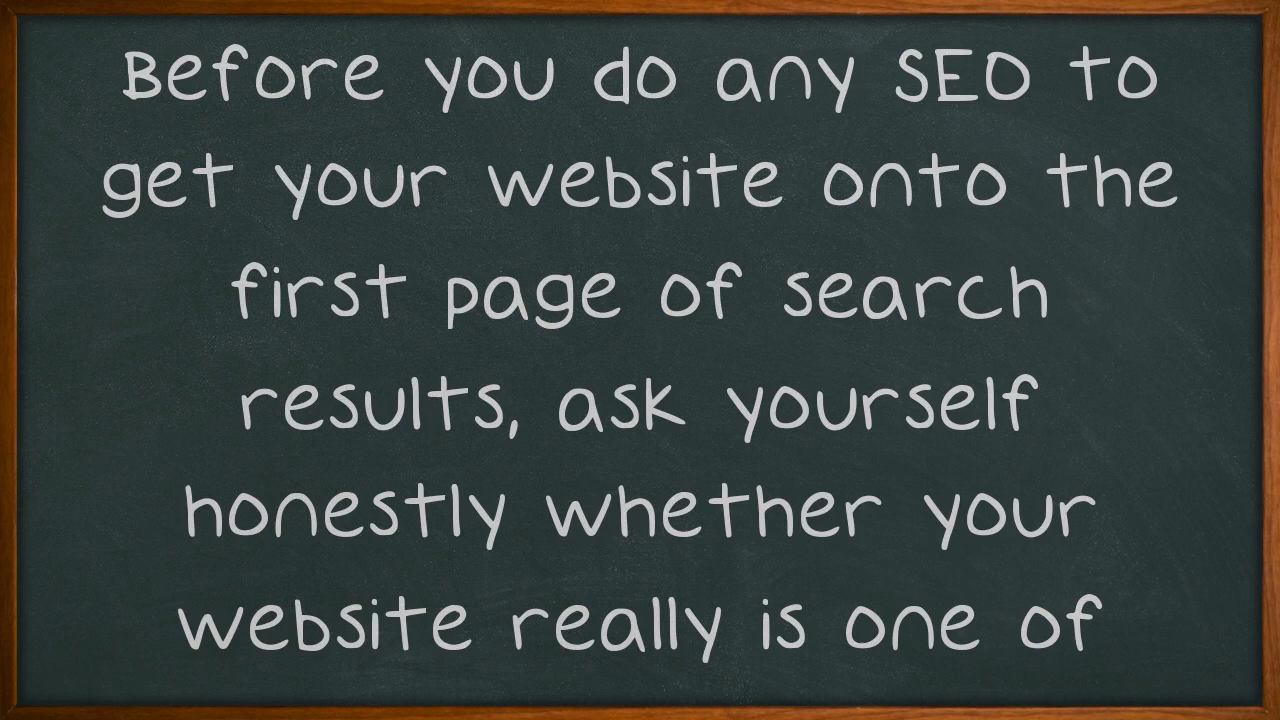 Before you do any SEO to
get your website onto the
first page of search
results, ask yourself
honestly whether your
website really is one of